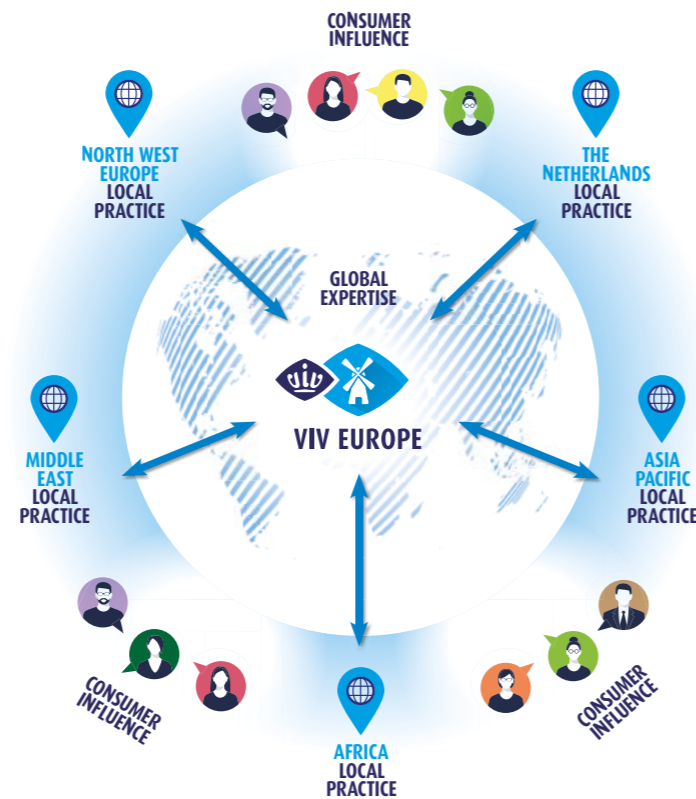 CONSUMER
INFLUENCE
NORTH WEST
EUROPE
LOCAL
PRACTICE
THE
NETHERLANDS
LOCAL
PRACTICE
GLOBAL
EXPERTISE
viv
VIV EUROPE
MIDDLE
EAST
LOCAL
PRACTICE
ASIA
PACIFIC
LOCAL
PRACTICE
CONSUMER
INFLUENCE
CONSUMER
INFLUENCE
AFRICA
LOCAL
PRACTICE